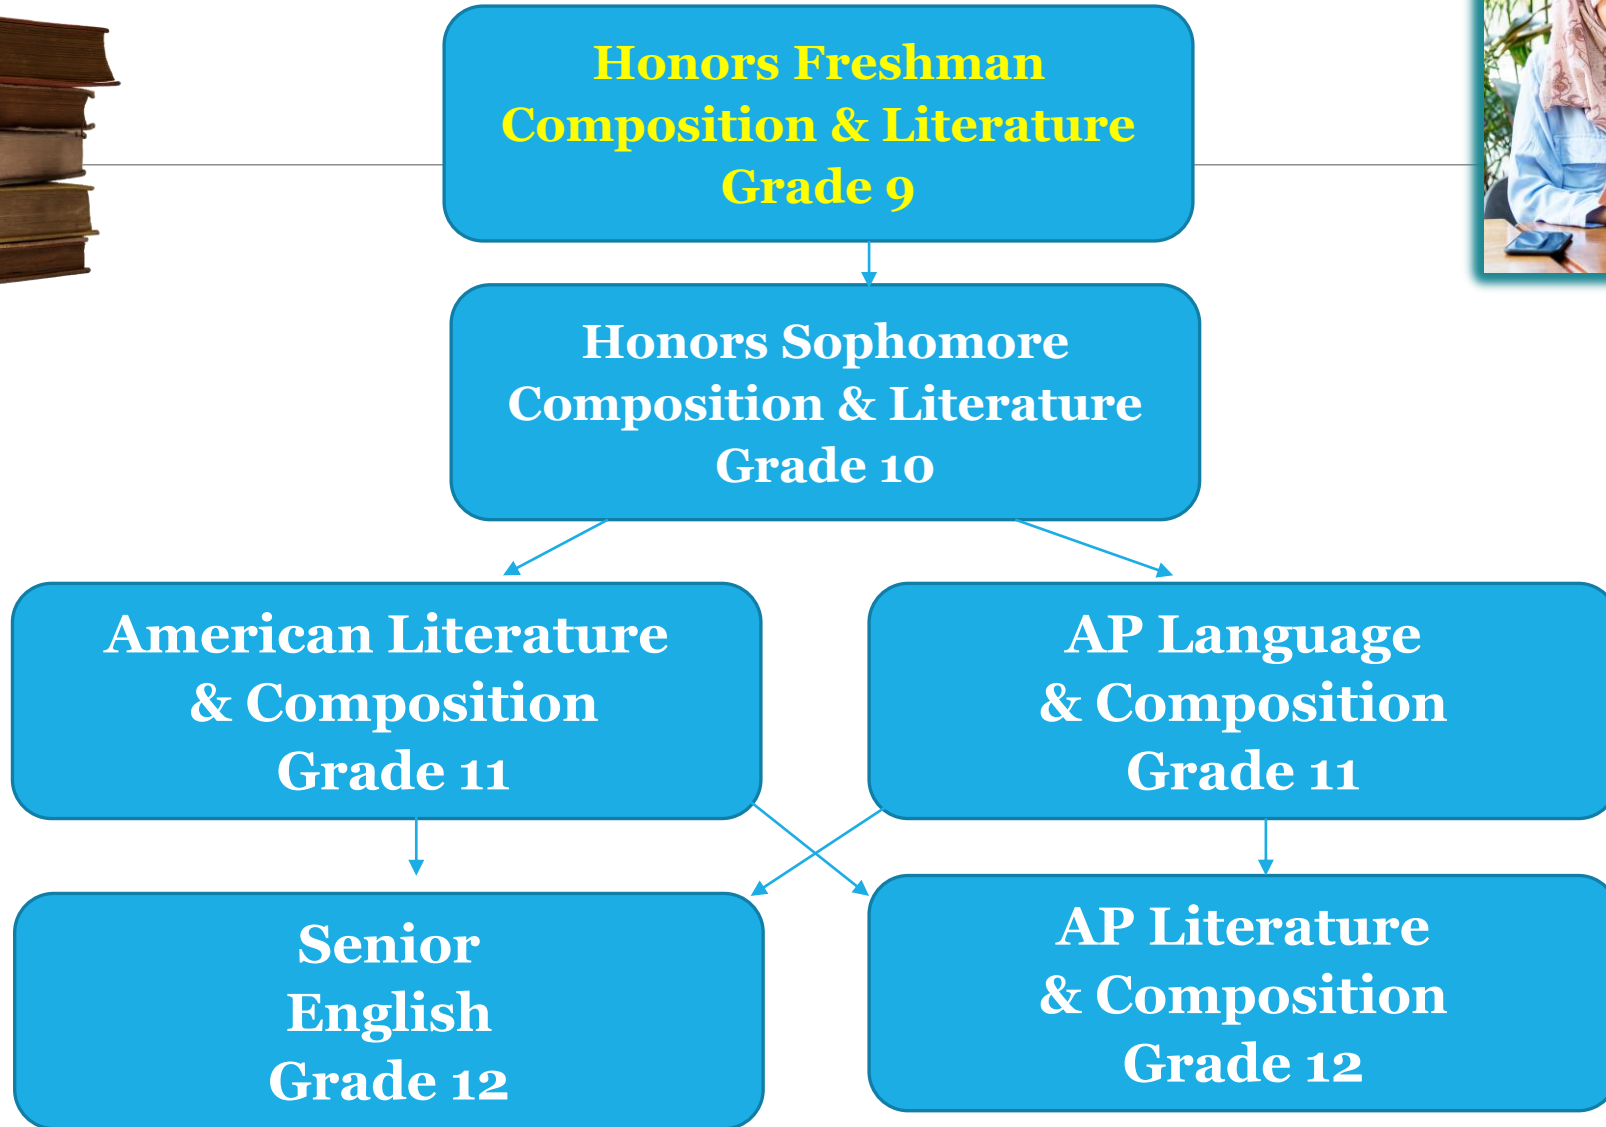 Honors Freshman
Composition & Literature
Grade 9
Honors Sophomore
Composition & Literature
Grade 10
American Literature
& Composition
Grade 11
AP Language
& Composition
Grade 11
Senior
English
Grade 12
AP Literature
& Composition
Grade 12